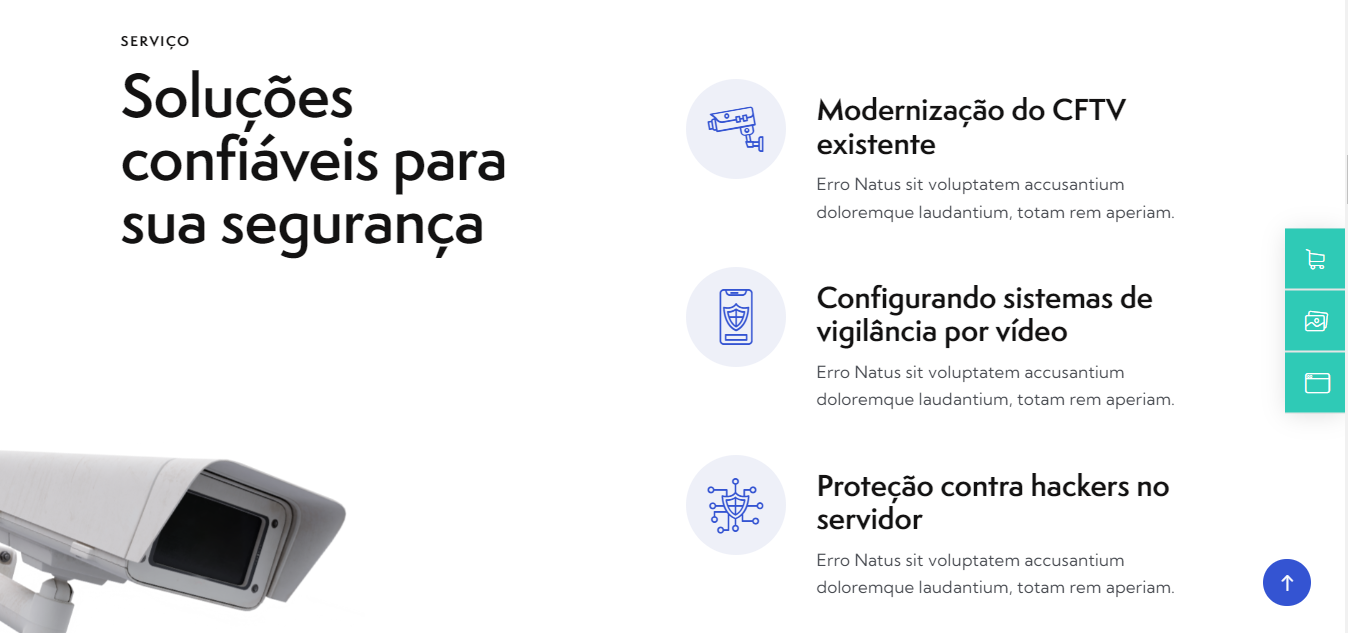 SERVIÇO
Soluções
confiáveis para
sua segurança
Modernização do CFTV
existente
Erro Natus sit voluptatem accusantium
doloremque laudantium, totam rem aperiam.
Configurando sistemas de
vigilância por vídeo
Erro Natus sit voluptatem accusantium
doloremque laudantium, totam rem aperiam.
Proteção contra hackers no
servidor
Erro Natus sit voluptatem accusantium
doloremque laudantium, totam rem aperiam.